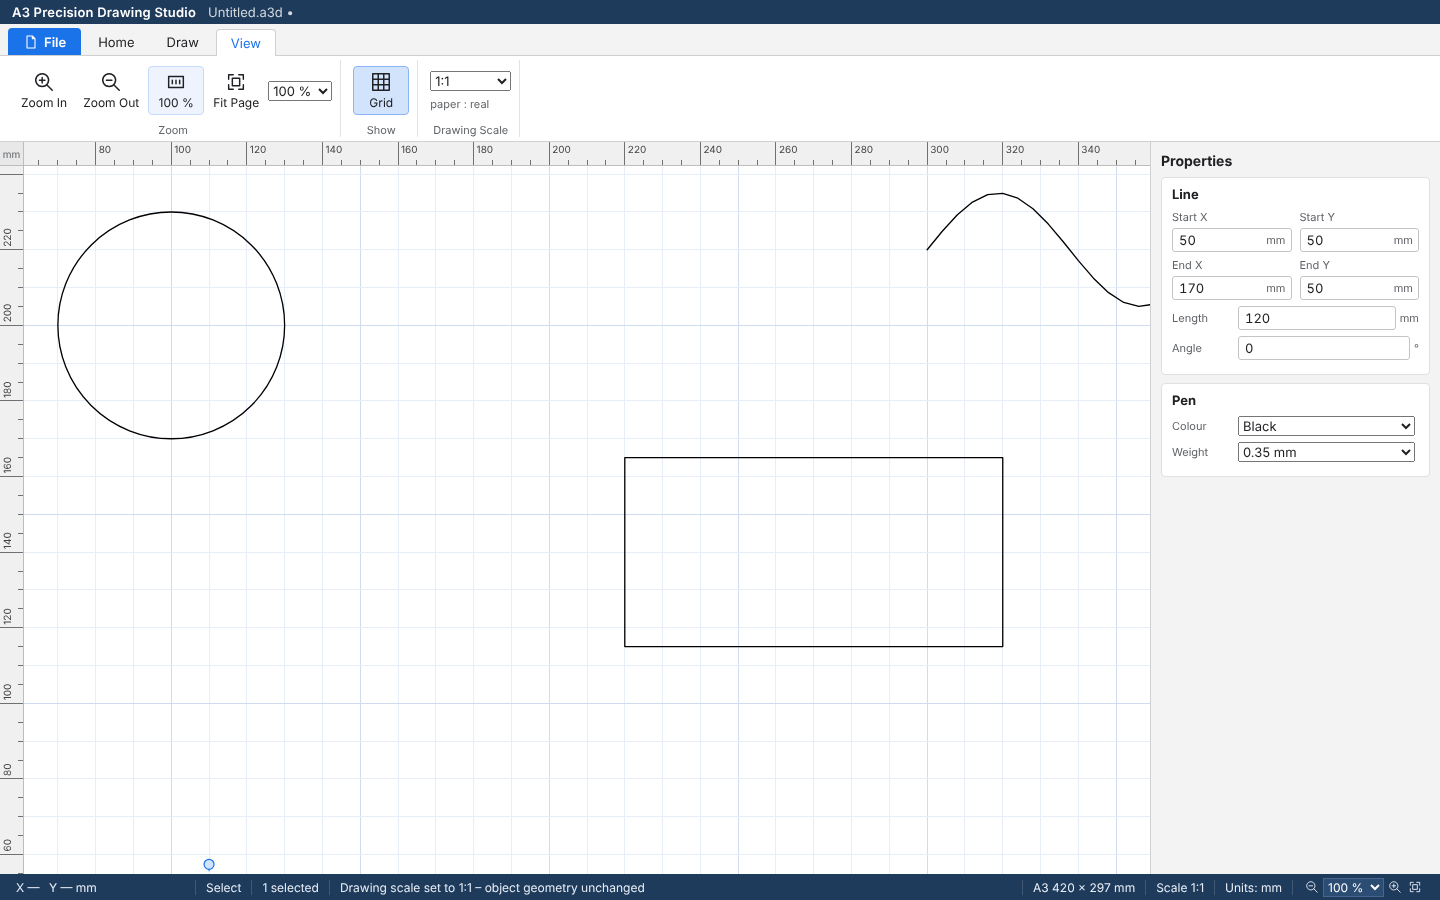 A3 Precision Drawing Studio Untitled.a3d •
File Home Draw View
Zoom In Zoom Out 100 % Fit Page 100 %
Zoom
Grid
Show
1:1
paper : real
Drawing Scale
mm 80 100 120 140 160 180 200 220 240 260 280 300 320 340
220
200
180
160
140
120
100
80
60
Properties
Line
Start X Start Y
50 mm 50 mm
End X End Y
170 mm 50 mm
Length 120 mm
Angle 0 °
Pen
Colour Black
Weight 0.35 mm
X — Y — mm Select 1 selected Drawing scale set to 1:1 – object geometry unchanged A3 420 × 297 mm Scale 1:1 Units: mm 100 %